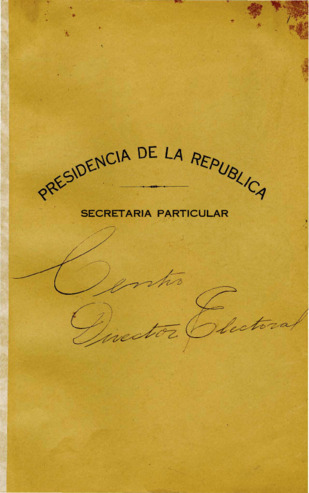 PRESIDENCIA DE LA REPUBLICA
SECRETARIA PARTICULAR
Centro
Director Electoral